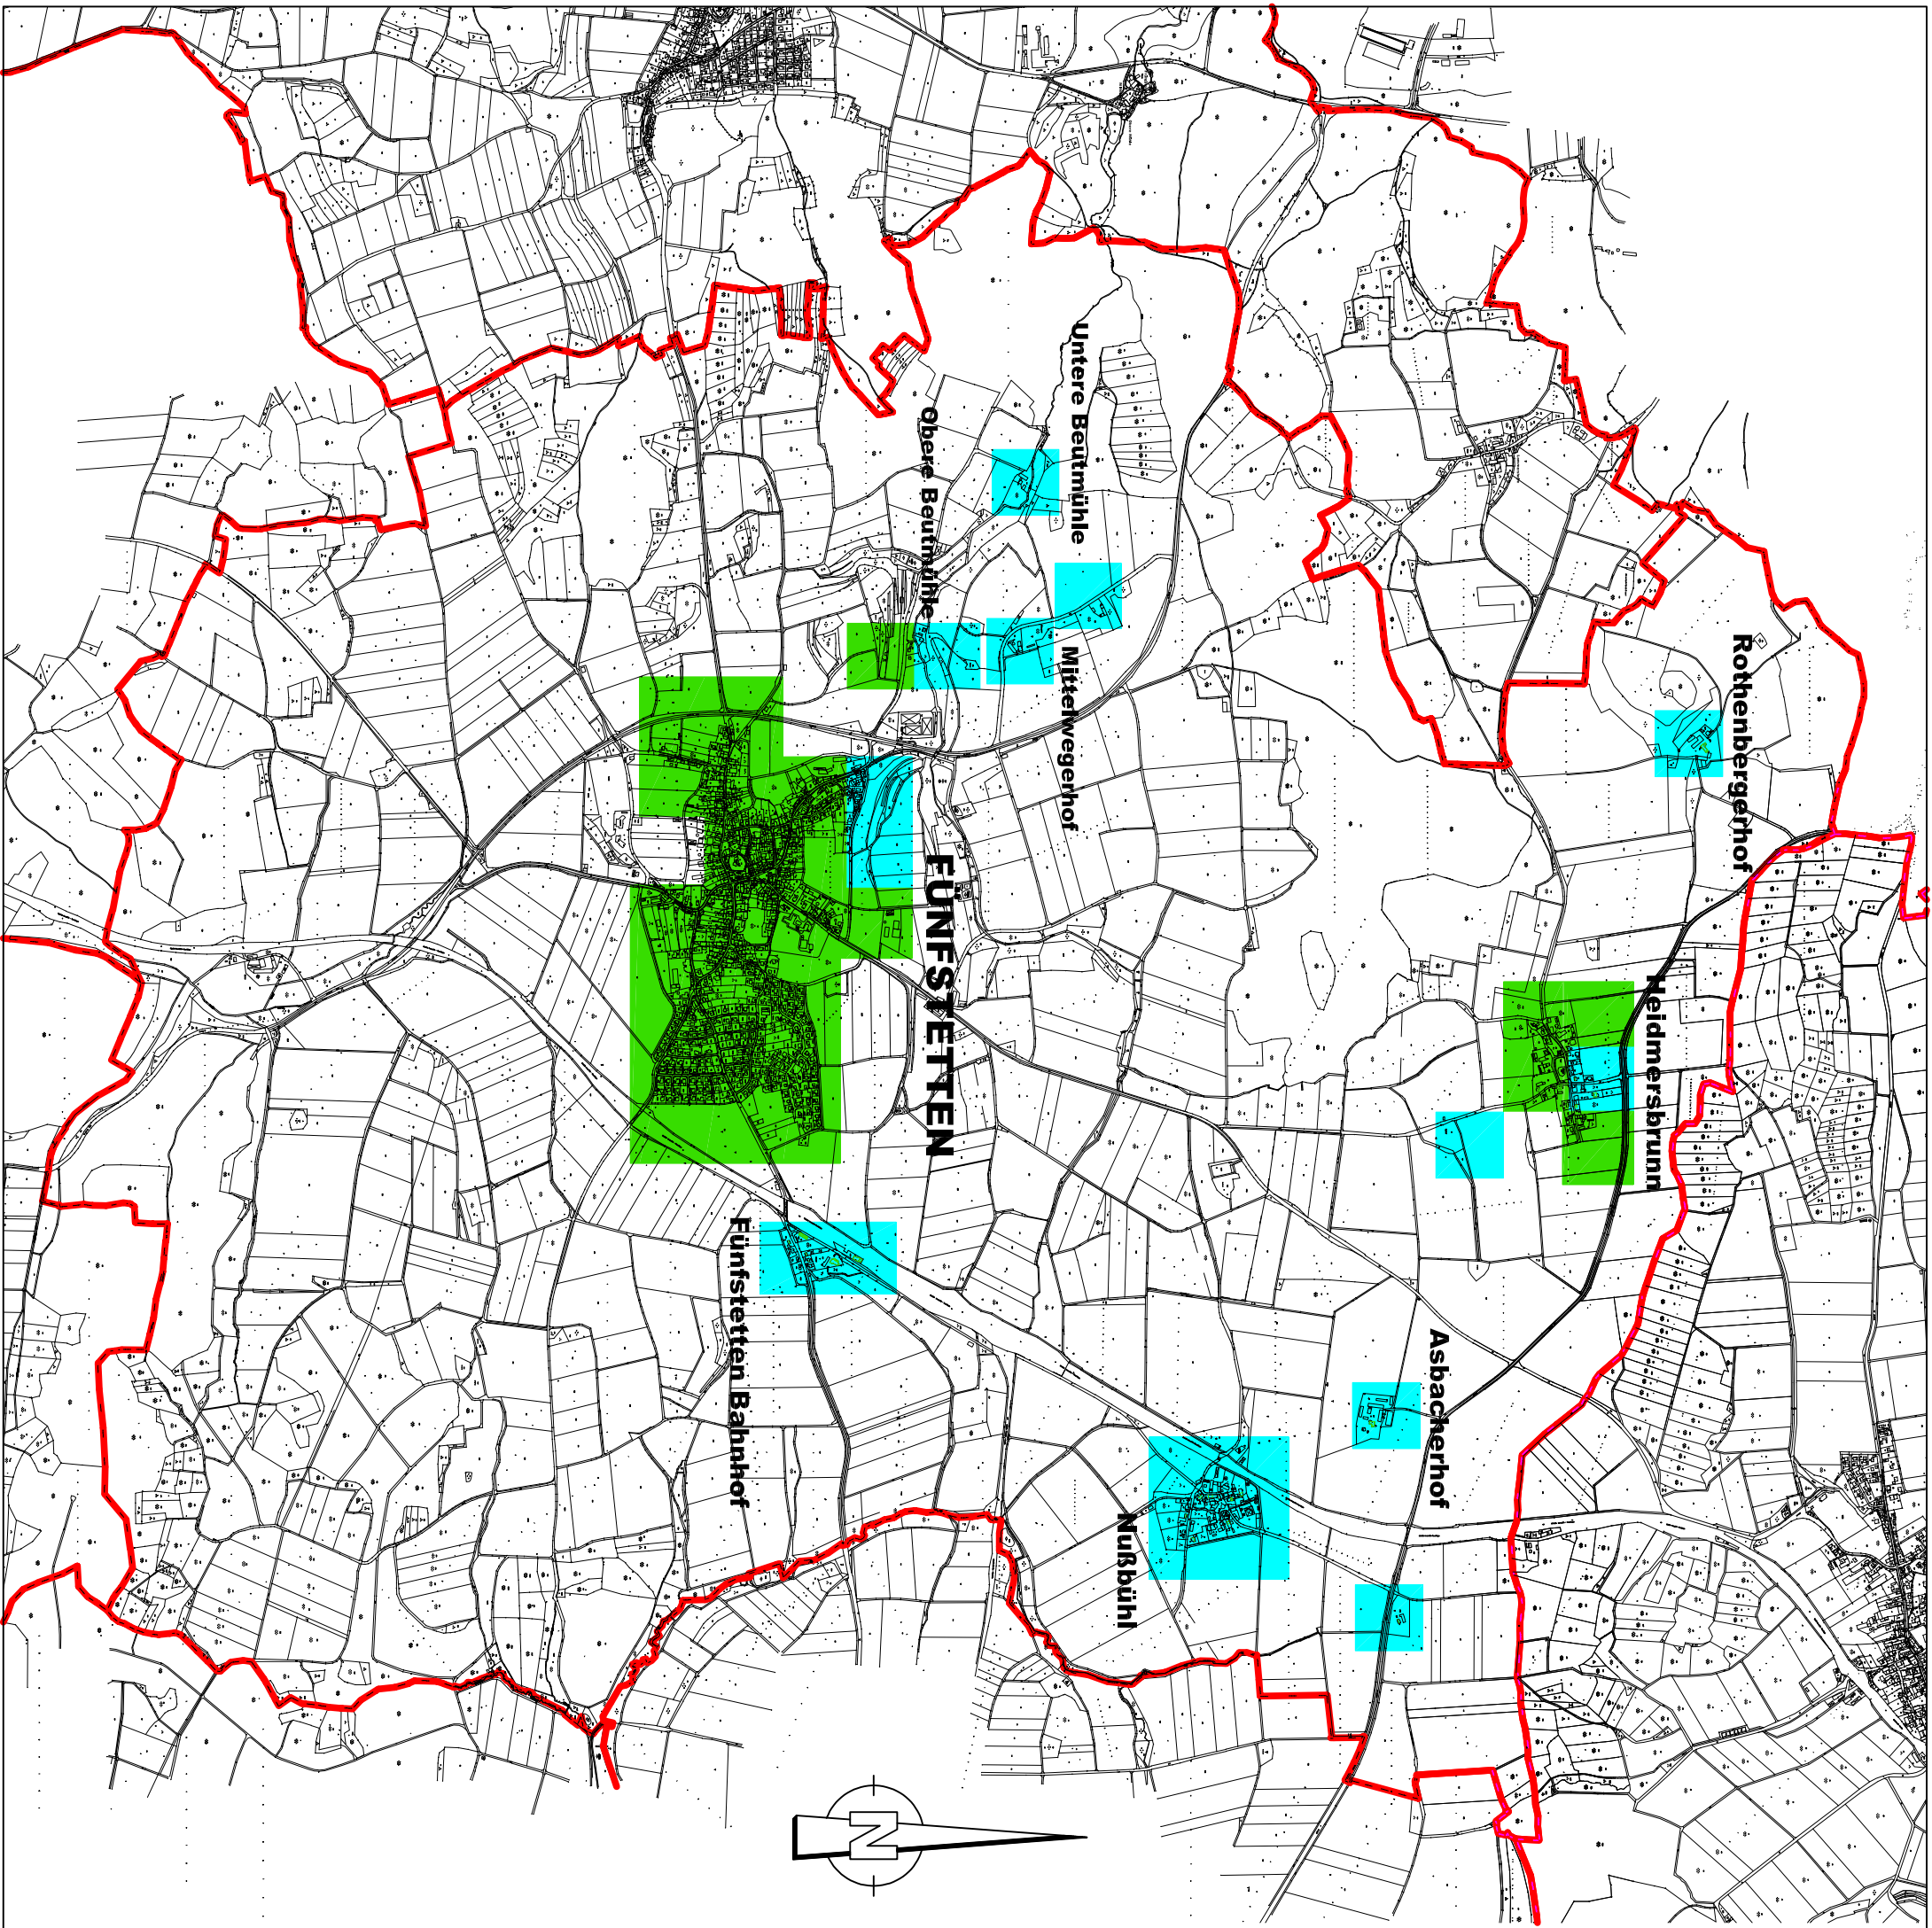 Rothenbergerhof
Heidmersbrunn
Asbacherhof
Nußbühl
Untere Beutmühle
Mittelwegerhof
Obere Beutmühle
FÜNFSTETTEN
Fünfstetten Bahnhof
N